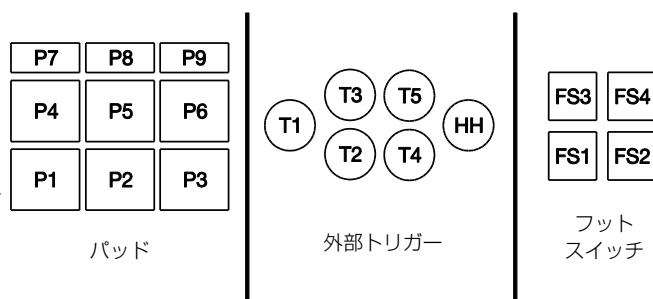 P7 P8 P9
P4 P5 P6
P1 P2 P3
パッド
T3 T5
T1 HH
T2 T4
外部トリガー
FS3 FS4
FS1 FS2
フット
スイッチ